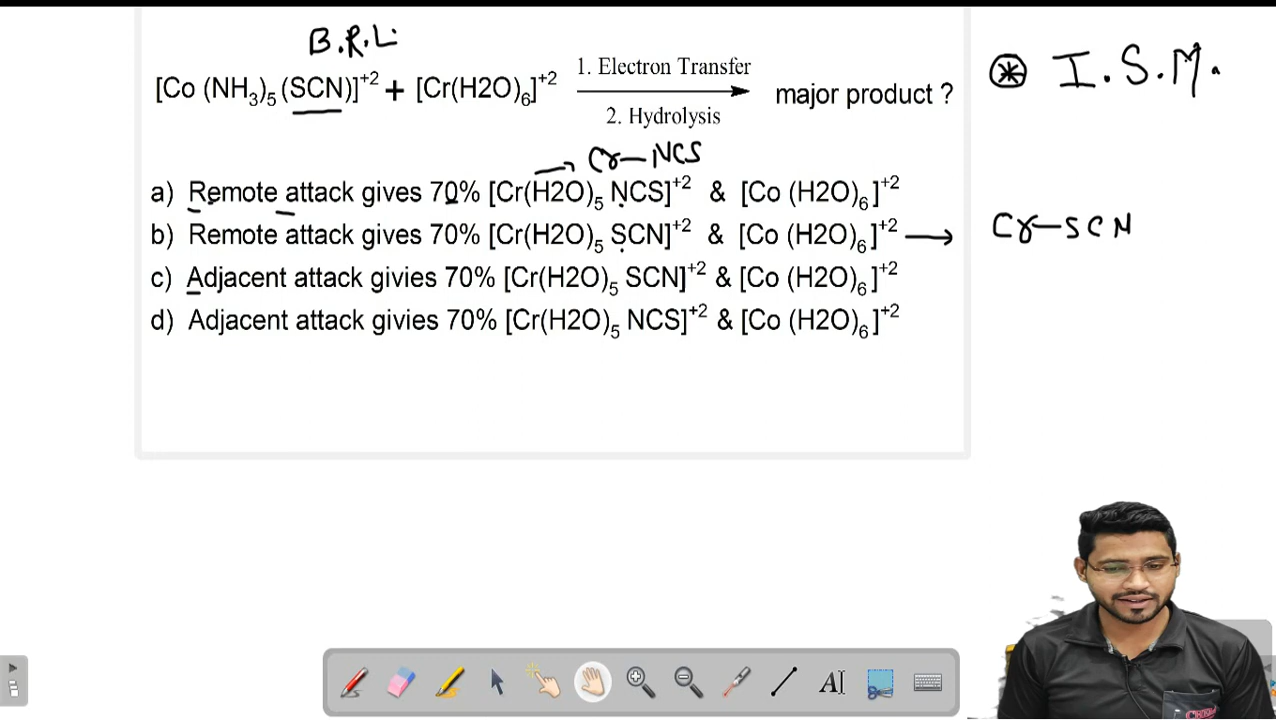 B.R.L.
[Co (NH3)5 (SCN)]+2 + [Cr(H2O)6]+2 1. Electron Transfer 2. Hydrolysis major product ?
⊛ I.S.M.
Cr—NCS
a) Remote attack gives 70% [Cr(H2O)5 NCS]+2 & [Co (H2O)6]+2
b) Remote attack gives 70% [Cr(H2O)5 SCN]+2 & [Co (H2O)6]+2 → Cr—SCN
c) Adjacent attack givies 70% [Cr(H2O)5 SCN]+2 & [Co (H2O)6]+2
d) Adjacent attack givies 70% [Cr(H2O)5 NCS]+2 & [Co (H2O)6]+2